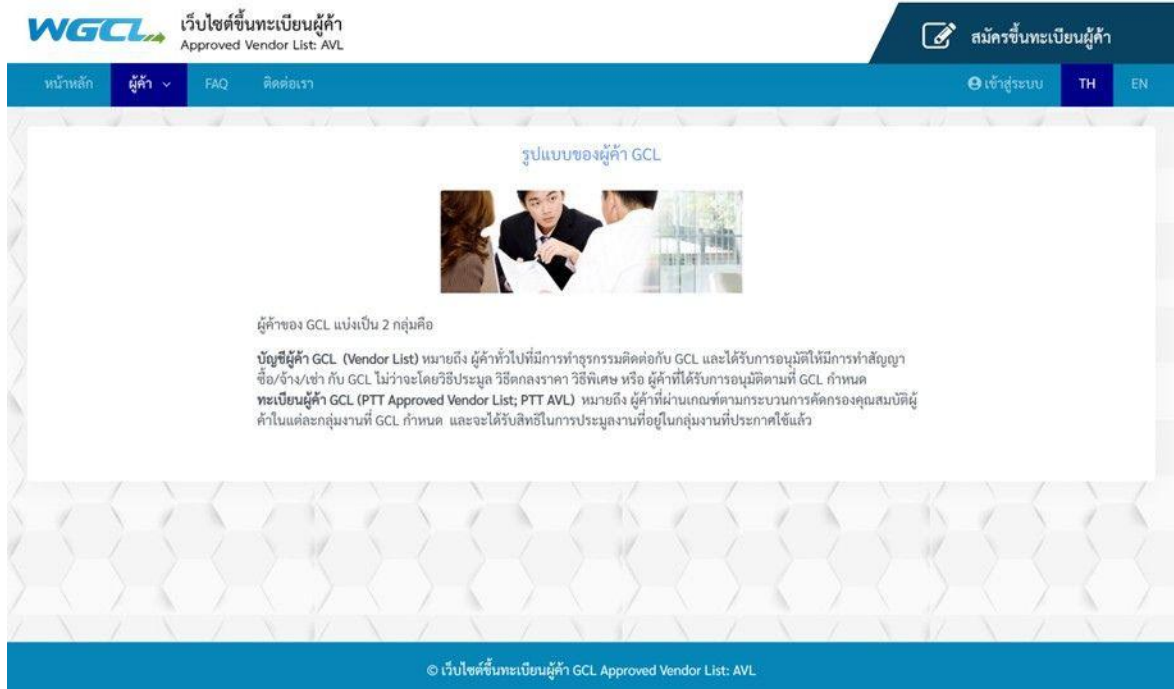 WGCL
เว็บไซต์ขึ้นทะเบียนผู้ค้า
Approved Vendor List: AVL
สมัครขึ้นทะเบียนผู้ค้า
หน้าหลัก ผู้ค้า FAQ ติดต่อเรา เข้าสู่ระบบ TH EN
รูปแบบของผู้ค้า GCL
ผู้ค้าของ GCL แบ่งเป็น 2 กลุ่มคือ
บัญชีผู้ค้า GCL (Vendor List) หมายถึง ผู้ค้าทั่วไปที่มีการทำธุรกรรมติดต่อกับ GCL และได้รับการอนุมัติให้มีการทำสัญญา
ซื้อ/จ้าง/เช่า กับ GCL ไม่ว่าจะโดยวิธีประมูล วิธีตกลงราคา วิธีพิเศษ หรือ ผู้ค้าที่ได้รับการอนุมัติตามที่ GCL กำหนด
ทะเบียนผู้ค้า GCL (PTT Approved Vendor List; PTT AVL) หมายถึง ผู้ค้าที่ผ่านเกณฑ์ตามกระบวนการคัดกรองคุณสมบัติผู้
ค้าในแต่ละกลุ่มงานที่ GCL กำหนด และจะได้รับสิทธิในการประมูลงานที่อยู่ในกลุ่มงานที่ประกาศใช้แล้ว
© เว็บไซต์ขึ้นทะเบียนผู้ค้า GCL Approved Vendor List: AVL